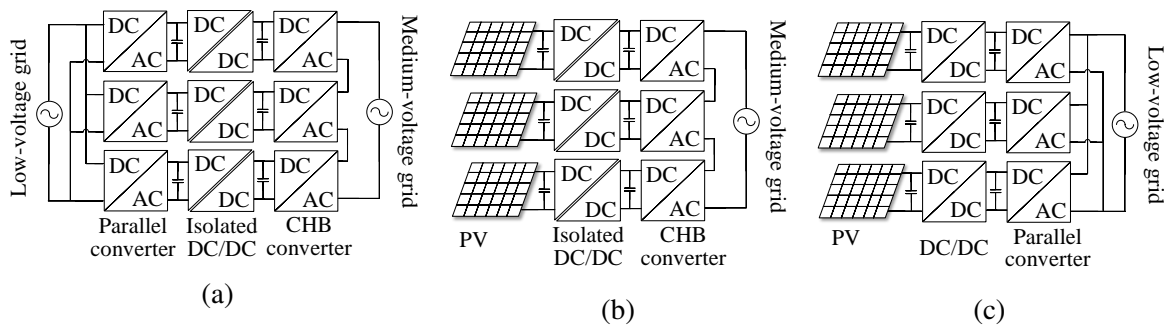 Low-voltage grid
DC
AC
DC
DC
DC
AC
DC
AC
DC
DC
DC
AC
DC
AC
DC
DC
DC
AC
Medium-voltage grid
Parallel
converter
Isolated
DC/DC
CHB
converter
(a)
DC
DC
DC
AC
DC
DC
DC
AC
DC
DC
DC
AC
Medium-voltage grid
PV
Isolated
DC/DC
CHB
converter
(b)
DC
DC
DC
AC
DC
DC
DC
AC
DC
DC
DC
AC
Low-voltage grid
PV
DC/DC
Parallel
converter
(c)